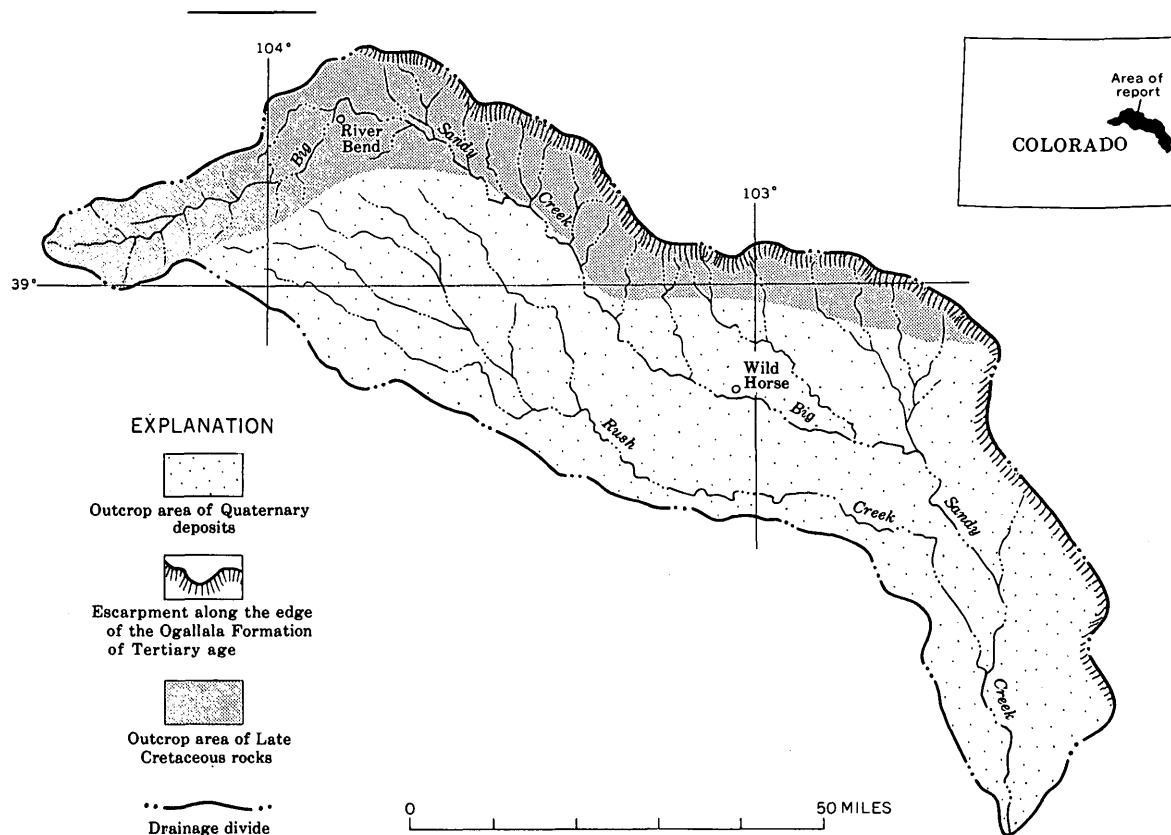 104°
Area of
report
COLORADO
River
Bend
Big
Sandy
Creek
103°
39°
Wild
Horse
Big
Rush
Creek
Sandy
Creek
EXPLANATION
Outcrop area of Quaternary
deposits
Escarpment along the edge
of the Ogallala Formation
of Tertiary age
Outcrop area of Late
Cretaceous rocks
Drainage divide
0
50 MILES